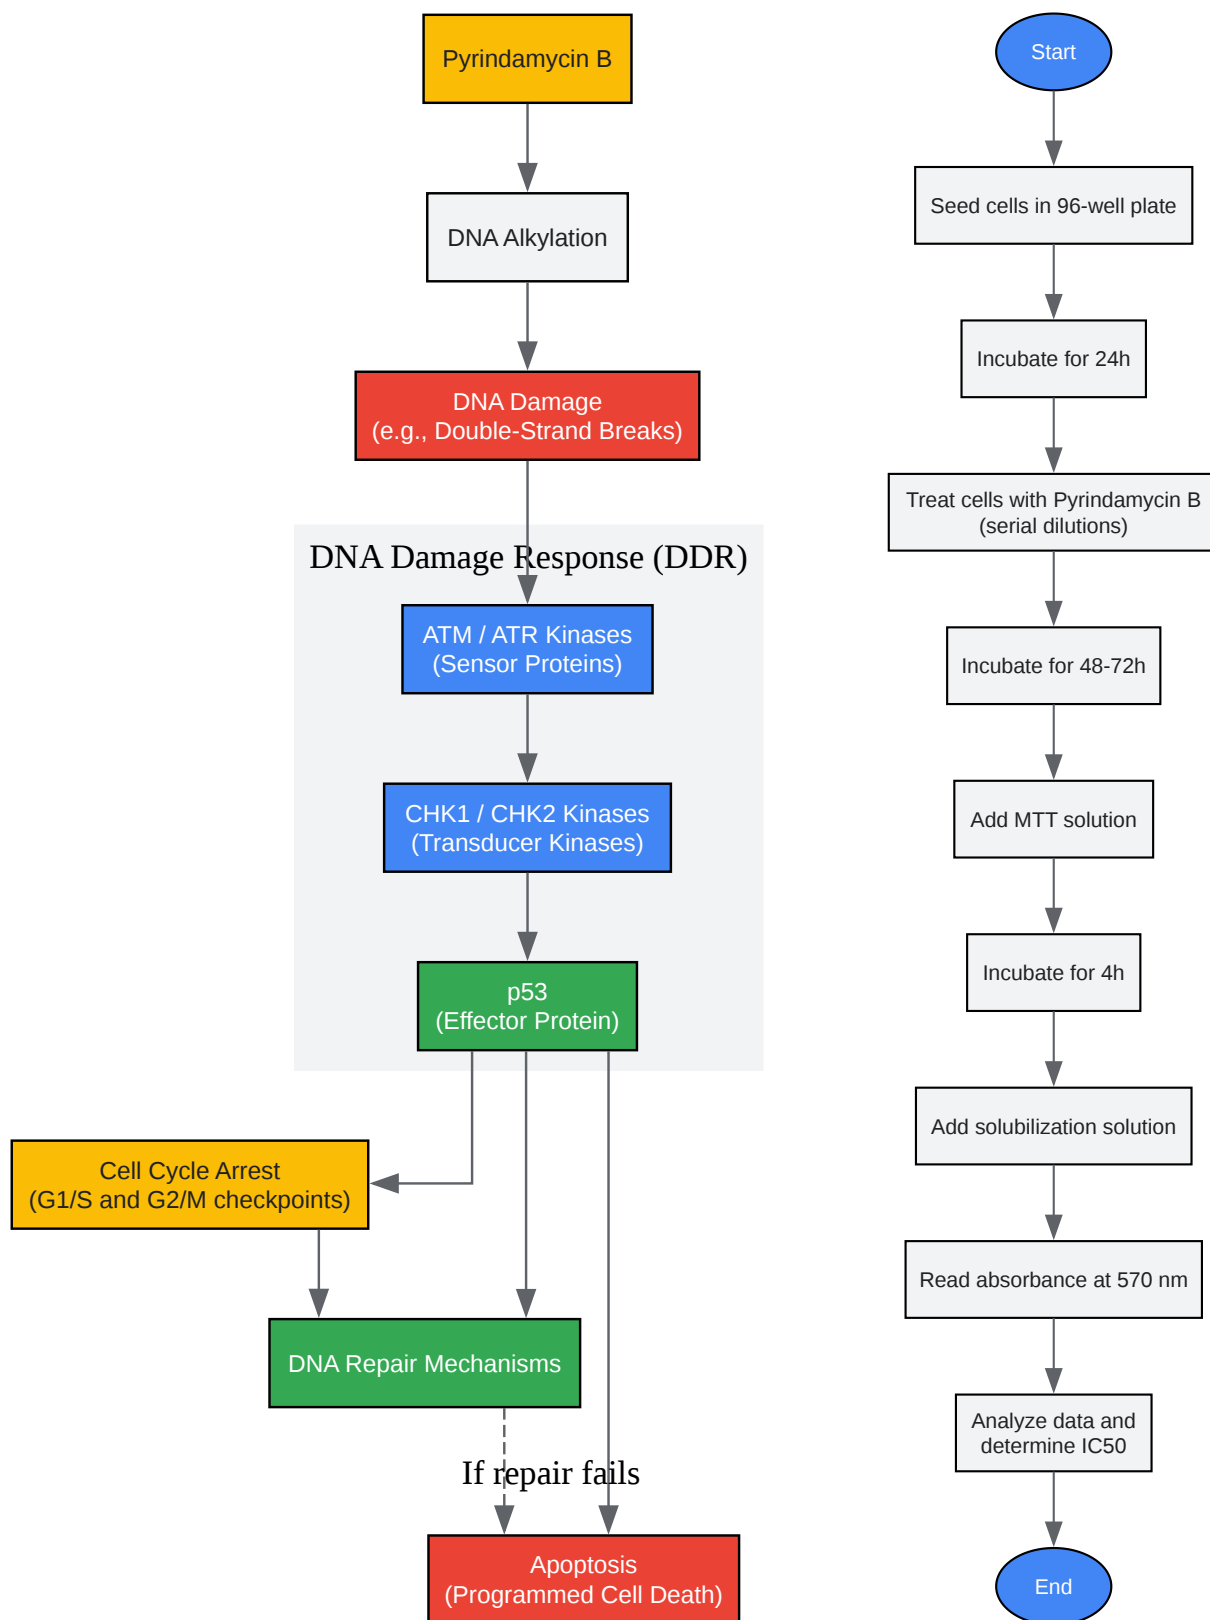 Pyrindamycin B
DNA Alkylation
DNA Damage
(e.g., Double-Strand Breaks)
DNA Damage Response (DDR)
ATM / ATR Kinases
(Sensor Proteins)
CHK1 / CHK2 Kinases
(Transducer Kinases)
p53
(Effector Protein)
Cell Cycle Arrest
(G1/S and G2/M checkpoints)
DNA Repair Mechanisms
If repair fails
Apoptosis
(Programmed Cell Death)
Start
Seed cells in 96-well plate
Incubate for 24h
Treat cells with Pyrindamycin B
(serial dilutions)
Incubate for 48-72h
Add MTT solution
Incubate for 4h
Add solubilization solution
Read absorbance at 570 nm
Analyze data and
determine IC50
End